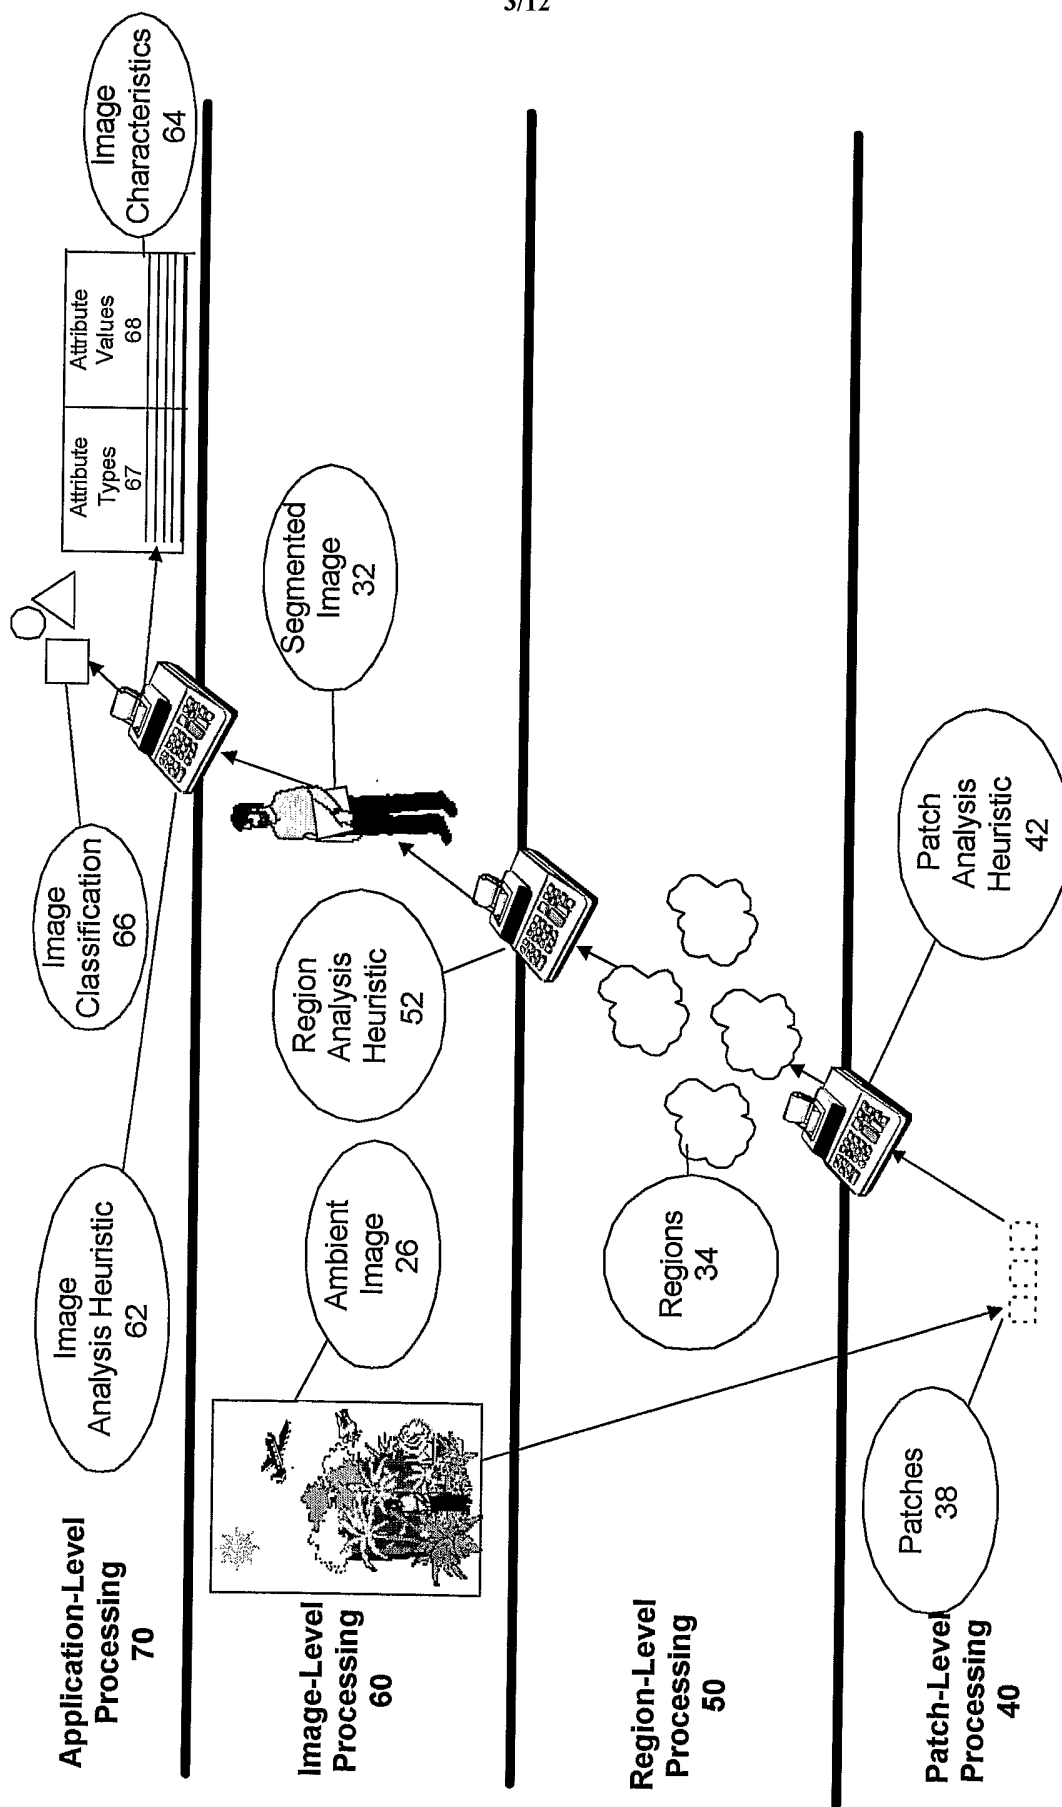 3/12
Application-Level
Processing
70
Image
Analysis Heuristic
62
Image
Classification
66
Attribute
Types
67
Attribute
Values
68
Image
Characteristics
64
Image-Level
Processing
60
Ambient
Image
26
Region
Analysis
Heuristic
52
Segmented
Image
32
Region-Level
Processing
50
Regions
34
Patch-Level
Processing
40
Patches
38
Patch
Analysis
Heuristic
42